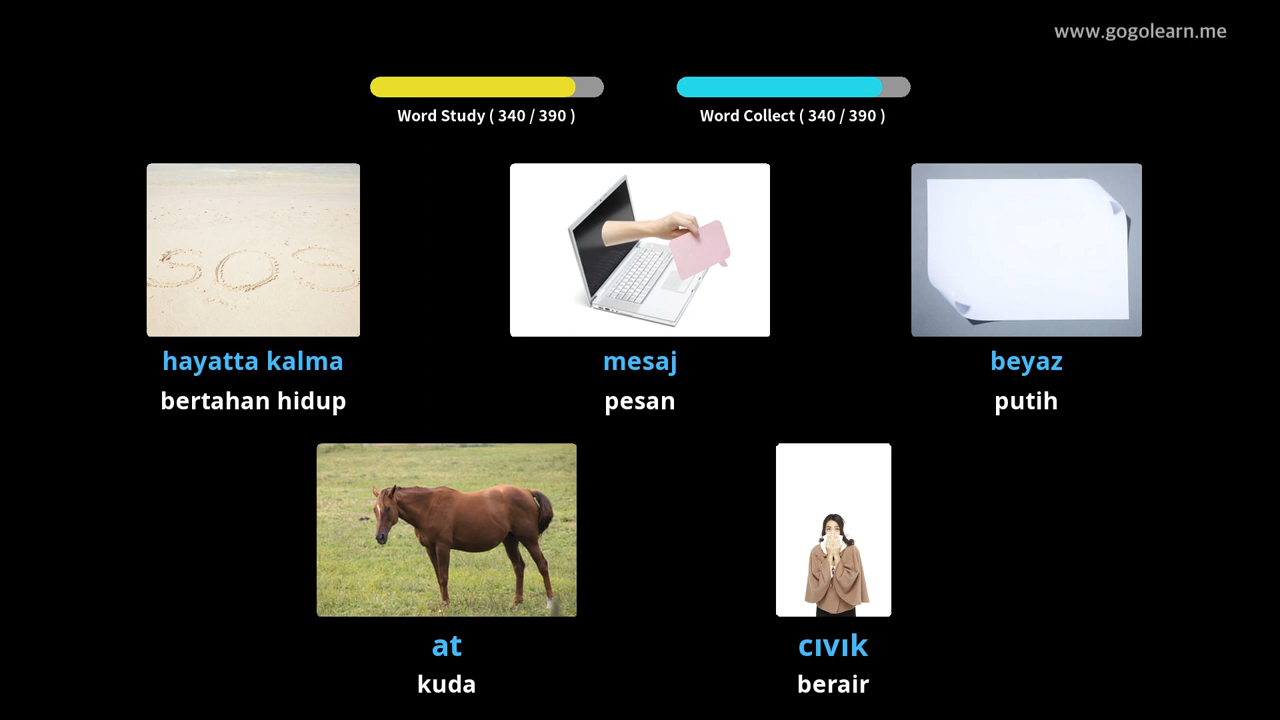 www.gogolearn.me
Word Study ( 340 / 390 )
Word Collect ( 340 / 390 )
SOS
hayatta kalma
bertahan hidup
mesaj
pesan
beyaz
putih
at
kuda
cıvık
berair